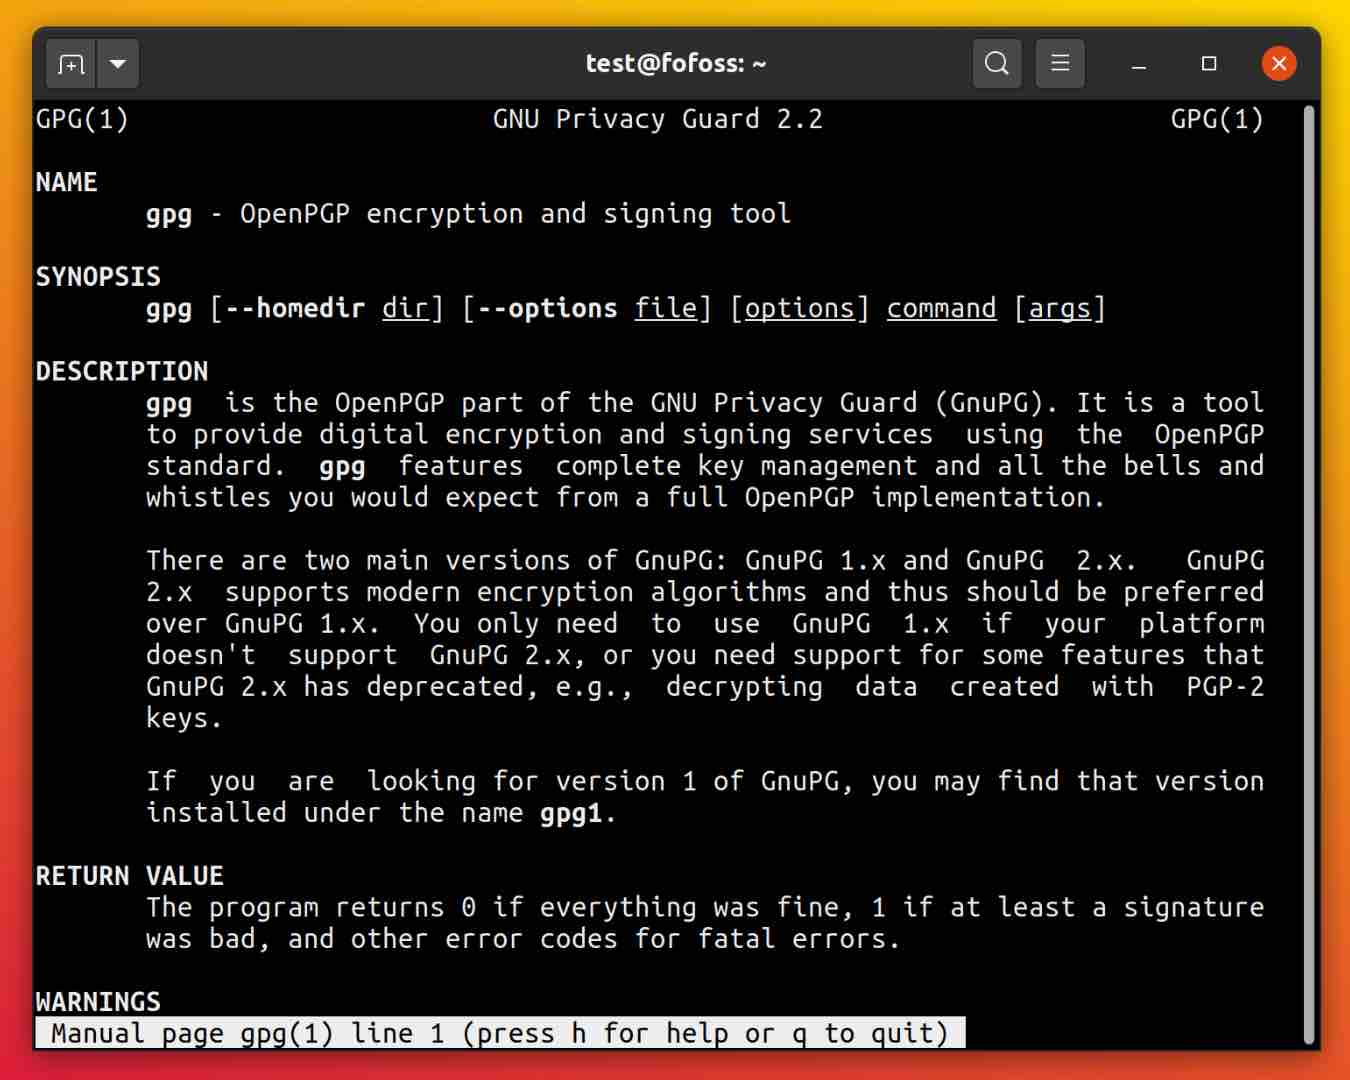 test@fofoss: ~
GPG(1) GNU Privacy Guard 2.2 GPG(1)
NAME
gpg - OpenPGP encryption and signing tool
SYNOPSIS
gpg [--homedir dir] [--options file] [options] command [args]
DESCRIPTION
gpg is the OpenPGP part of the GNU Privacy Guard (GnuPG). It is a tool
to provide digital encryption and signing services using the OpenPGP
standard. gpg features complete key management and all the bells and
whistles you would expect from a full OpenPGP implementation.
There are two main versions of GnuPG: GnuPG 1.x and GnuPG 2.x. GnuPG
2.x supports modern encryption algorithms and thus should be preferred
over GnuPG 1.x. You only need to use GnuPG 1.x if your platform
doesn't support GnuPG 2.x, or you need support for some features that
GnuPG 2.x has deprecated, e.g., decrypting data created with PGP-2
keys.
If you are looking for version 1 of GnuPG, you may find that version
installed under the name gpg1.
RETURN VALUE
The program returns 0 if everything was fine, 1 if at least a signature
was bad, and other error codes for fatal errors.
WARNINGS
Manual page gpg(1) line 1 (press h for help or q to quit)